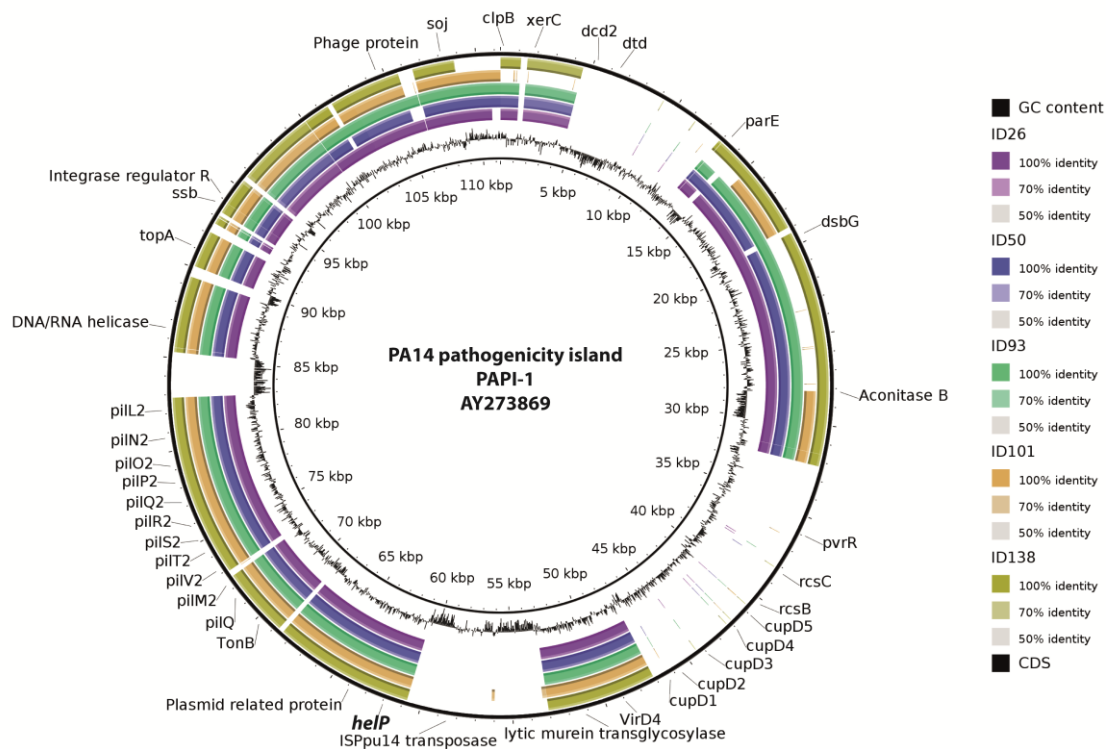 clpB
xerC
dcd2
dtd
parE
dsbG
Aconitase B
pvrR
rcsC
rcsB
cupD5
cupD4
cupD3
cupD2
cupD1
VirD4
lytic murein transglycosylase
ISPpu14 transposase
helP
Plasmid related protein
TonB
pilQ
pilM2
pilV2
pilT2
pilS2
pilR2
pilQ2
pilP2
pilO2
pilN2
pilL2
DNA/RNA helicase
topA
ssb
Integrase regulator R
Phage protein
soj
5 kbp
10 kbp
15 kbp
20 kbp
25 kbp
30 kbp
35 kbp
40 kbp
45 kbp
50 kbp
55 kbp
60 kbp
65 kbp
70 kbp
75 kbp
80 kbp
85 kbp
90 kbp
95 kbp
100 kbp
105 kbp
110 kbp
PA14 pathogenicity island
PAPI-1
AY273869
GC content
ID26
100% identity
70% identity
50% identity
ID50
100% identity
70% identity
50% identity
ID93
100% identity
70% identity
50% identity
ID101
100% identity
70% identity
50% identity
ID138
100% identity
70% identity
50% identity
CDS